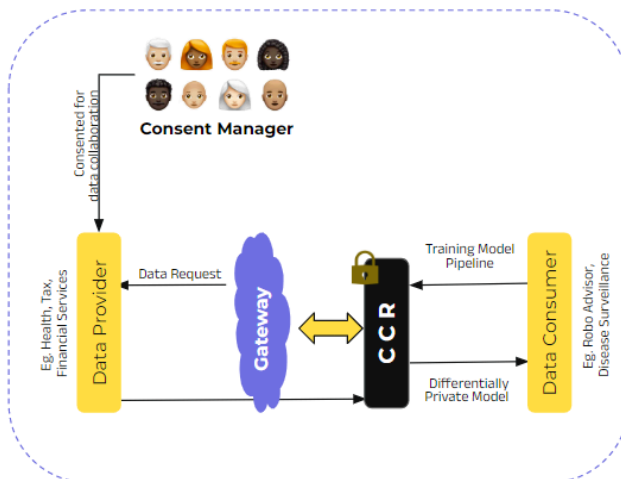 Consent Manager
Consented for
data collaboration
Eg. Health, Tax,
Financial Services
Data Provider
Data Request
Gateway
CCR
Training Model
Pipeline
Differentially
Private Model
Data Consumer
Eg. Robo Advisor,
Disease Surveillance